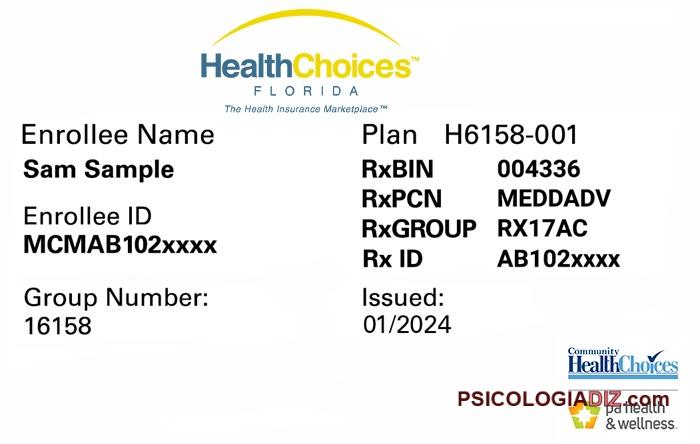 HealthChoices™
FLORIDA
The Health Insurance Marketplace™
Enrollee Name
Sam Sample
Enrollee ID
MCMAB102xxxx
Group Number:
16158
Plan H6158-001
RxBIN 004336
RxPCN MEDDADV
RxGROUP RX17AC
Rx ID AB102xxxx
Issued:
01/2024
Community
HealthChoices
PSICOLOGIADIZ.com
pa health
& wellness.